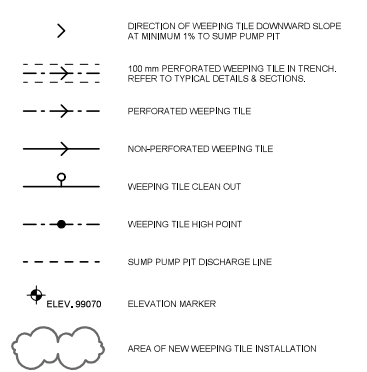 DIRECTION OF WEEPING TILE DOWNWARD SLOPE
AT MINIMUM 1% TO SUMP PUMP PIT
100 mm PERFORATED WEEPING TILE IN TRENCH.
REFER TO TYPICAL DETAILS & SECTIONS.
PERFORATED WEEPING TILE
NON-PERFORATED WEEPING TILE
WEEPING TILE CLEAN OUT
WEEPING TILE HIGH POINT
SUMP PUMP PIT DISCHARGE LINE
ELEV. 99070 ELEVATION MARKER
AREA OF NEW WEEPING TILE INSTALLATION